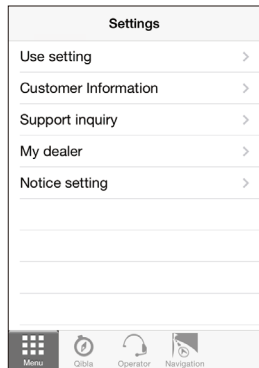 Settings
Use setting
Customer Information
Support inquiry
My dealer
Notice setting
Menu Qibla Operator Navigation